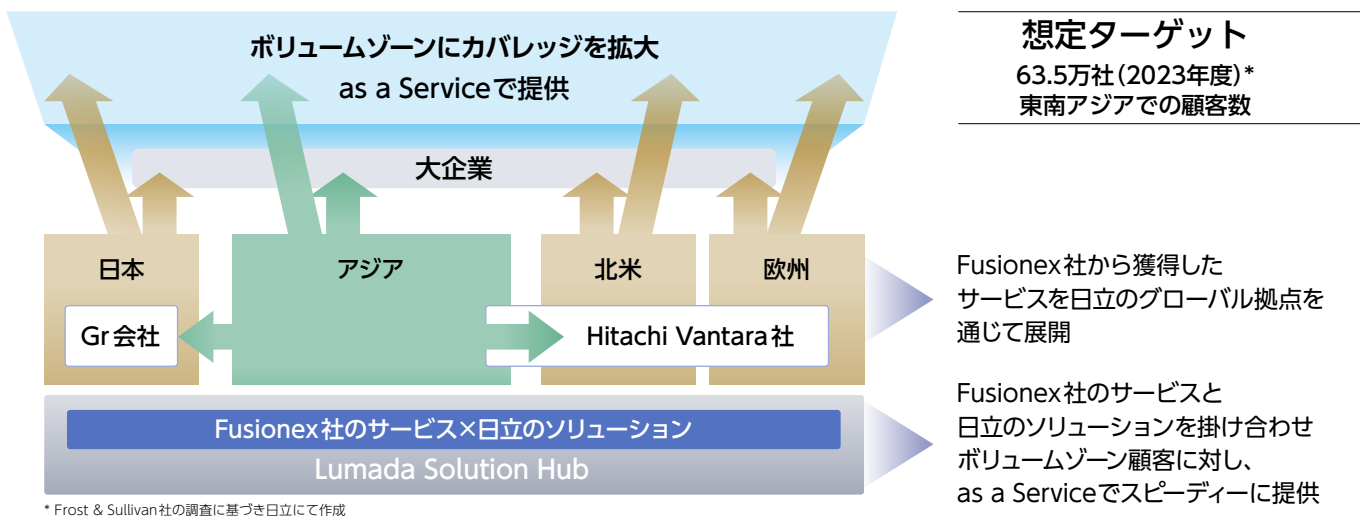 ボリュームゾーンにカバレッジを拡大
as a Serviceで提供
大企業
日本
アジア
北米
欧州
Gr会社
Hitachi Vantara社
Fusionex社のサービス×日立のソリューション
Lumada Solution Hub
* Frost & Sullivan社の調査に基づき日立にて作成
想定ターゲット
63.5万社(2023年度)*
東南アジアでの顧客数
Fusionex社から獲得した
サービスを日立のグローバル拠点を
通じて展開
Fusionex社のサービスと
日立のソリューションを掛け合わせ
ボリュームゾーン顧客に対し、
as a Serviceでスピーディーに提供